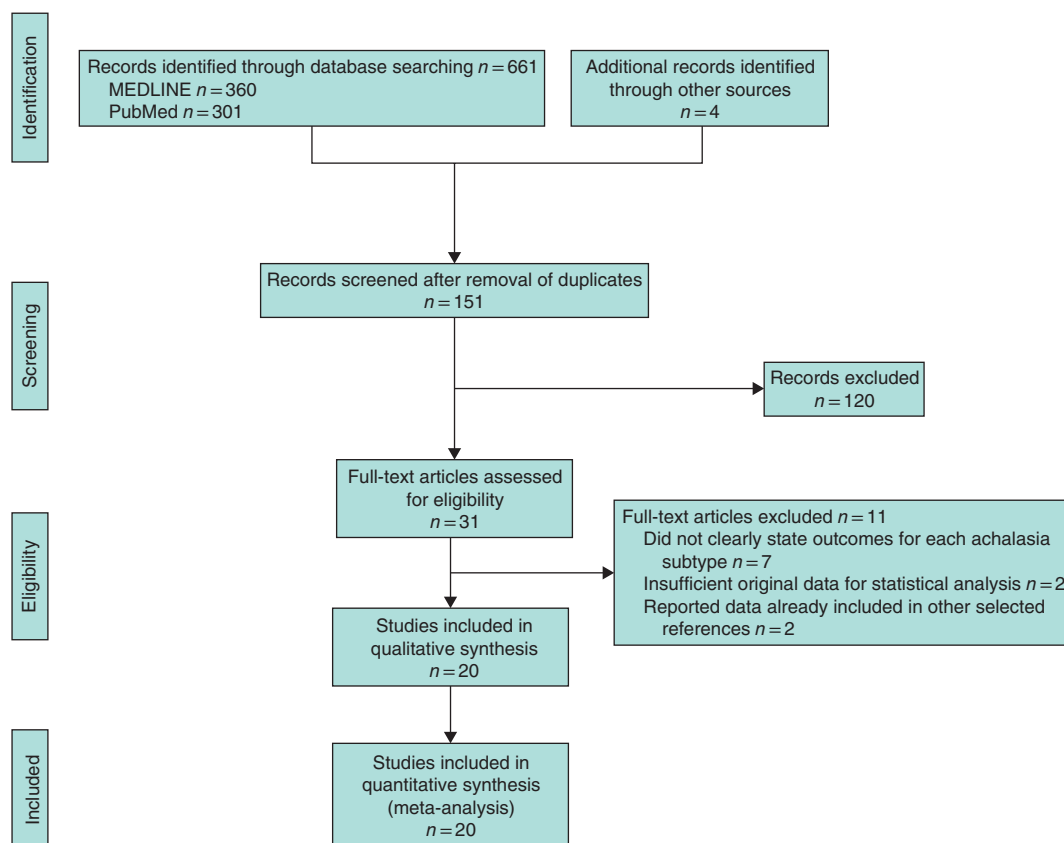 Identification
Records identified through database searching n=661
MEDLINE n=360
PubMed n=301
Additional records identified
through other sources
n=4
Screening
Records screened after removal of duplicates
n=151
Records excluded
n=120
Eligibility
Full-text articles assessed
for eligibility
n=31
Full-text articles excluded n=11
Did not clearly state outcomes for each achalasia
subtype n=7
Insufficient original data for statistical analysis n=2
Reported data already included in other selected
references n=2
Studies included in
qualitative synthesis
n=20
Included
Studies included in
quantitative synthesis
(meta-analysis)
n=20